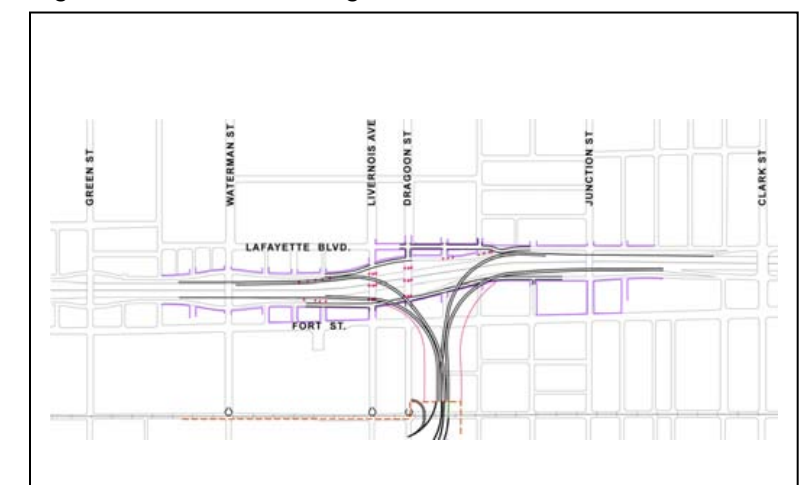 GREEN ST
WATERMAN ST
LIVERNOIS AVE
DRAGOON ST
JUNCTION ST
CLARK ST
LAFAYETTE BLVD.
FORT ST.